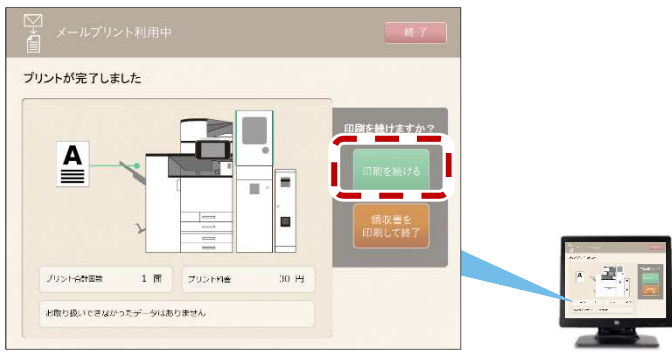 メールプリント利用中
終了
プリントが完了しました
印刷を続けますか？
A
印刷を続ける
領収書を
印刷して終了
プリント合計面数 1 面
プリント料金 30 円
お取り扱いできなかったデータはありません